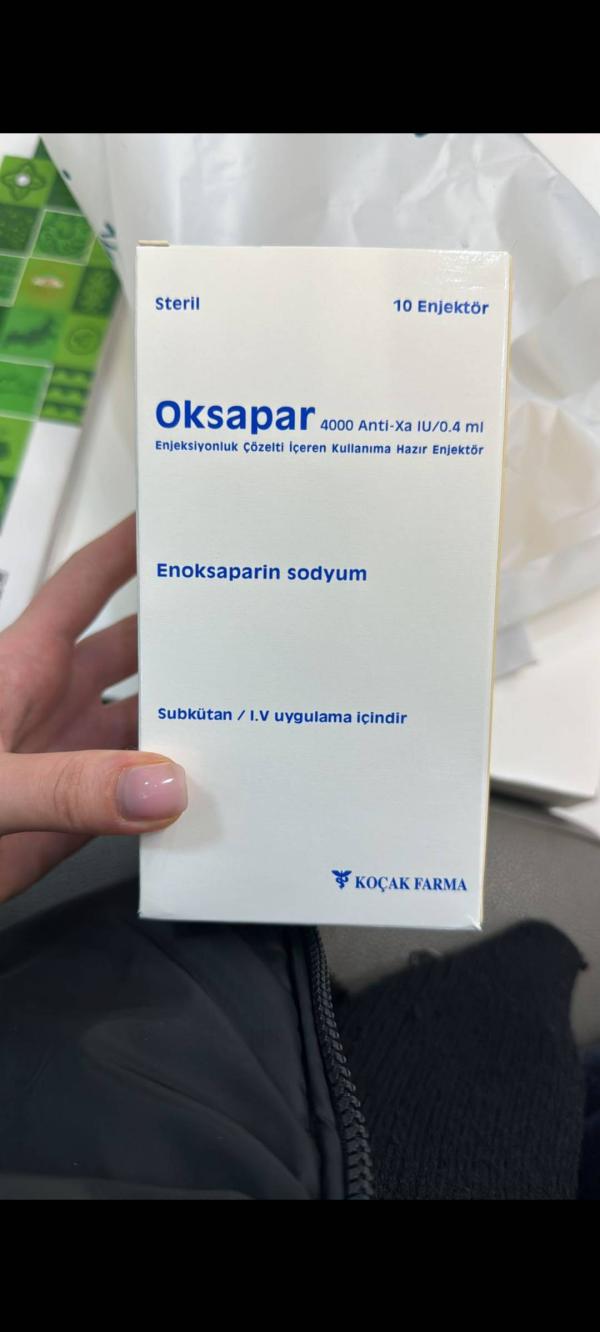 Steril
10 Enjektör
Oksapar 4000 Anti-Xa IU/0.4 ml
Enjeksiyonluk Çözelti İçeren Kullanıma Hazır Enjektör
Enoksaparin sodyum
Subkütan / I.V uygulama içindir
KOÇAK FARMA